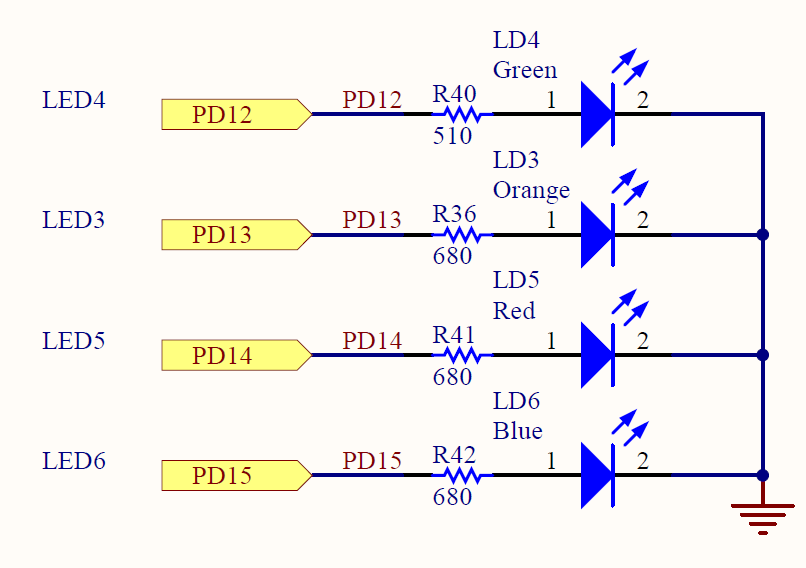 LD4
Green
LED4
PD12
PD12
R40
510
1
2
LD3
Orange
LED3
PD13
PD13
R36
680
1
2
LD5
Red
LED5
PD14
PD14
R41
680
1
2
LD6
Blue
LED6
PD15
PD15
R42
680
1
2